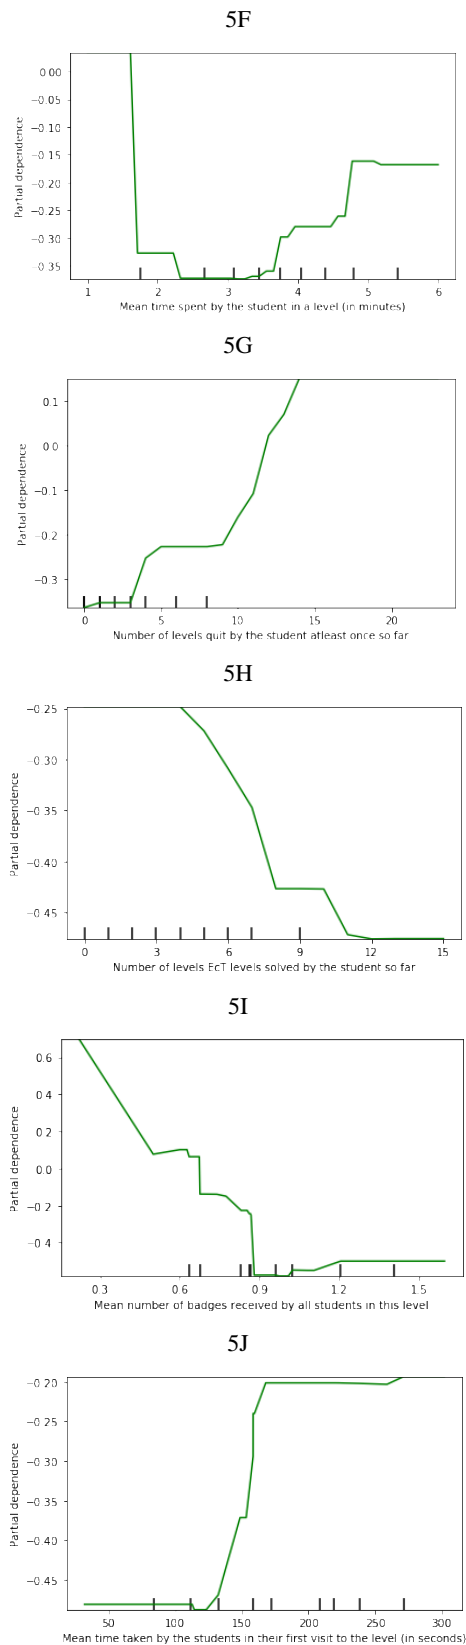 5F
0.00
−0.05
−0.10
−0.15
−0.20
−0.25
−0.30
−0.35
Partial dependence
1 2 3 4 5 6
Mean time spent by the student in a level (in minutes)
5G
0.1
0.0
−0.1
−0.2
−0.3
Partial dependence
0 5 10 15 20
Number of levels quit by the student atleast once so far
5H
−0.25
−0.30
−0.35
−0.40
−0.45
Partial dependence
0 3 6 9 12 15
Number of levels EcT levels solved by the student so far
5I
0.6
0.4
0.2
0.0
−0.2
−0.4
Partial dependence
0.3 0.6 0.9 1.2 1.5
Mean number of badges received by all students in this level
5J
−0.20
−0.25
−0.30
−0.35
−0.40
−0.45
Partial dependence
50 100 150 200 250 300
Mean time taken by the students in their first visit to the level (in seconds)